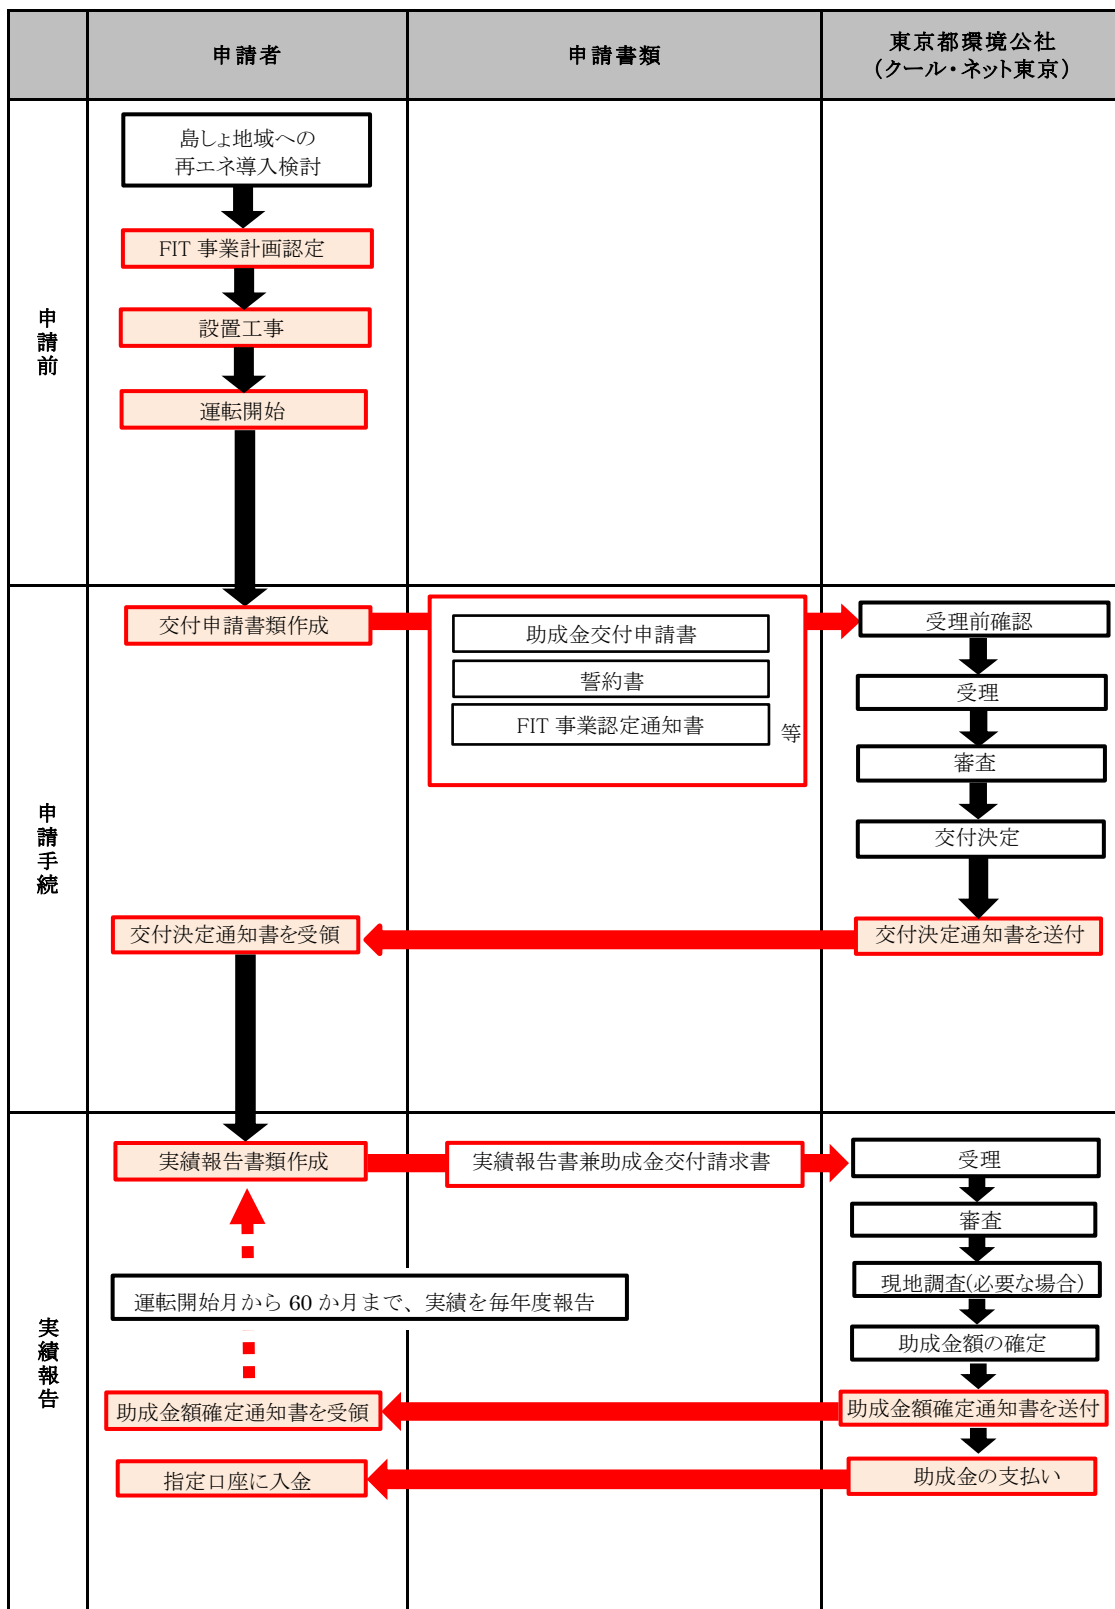 申請者
申請書類
東京都環境公社
（クール・ネット東京）
申請前
島しょ地域への
再エネ導入検討
FIT 事業計画認定
設置工事
運転開始
申請手続
交付申請書類作成
助成金交付申請書
誓約書
FIT 事業認定通知書
等
受理前確認
受理
審査
交付決定
交付決定通知書を受領
交付決定通知書を送付
実績報告
実績報告書類作成
実績報告書兼助成金交付請求書
受理
審査
現地調査(必要な場合)
運転開始月から 60 か月まで、実績を毎年度報告
助成金額の確定
助成金額確定通知書を受領
助成金額確定通知書を送付
指定口座に入金
助成金の支払い